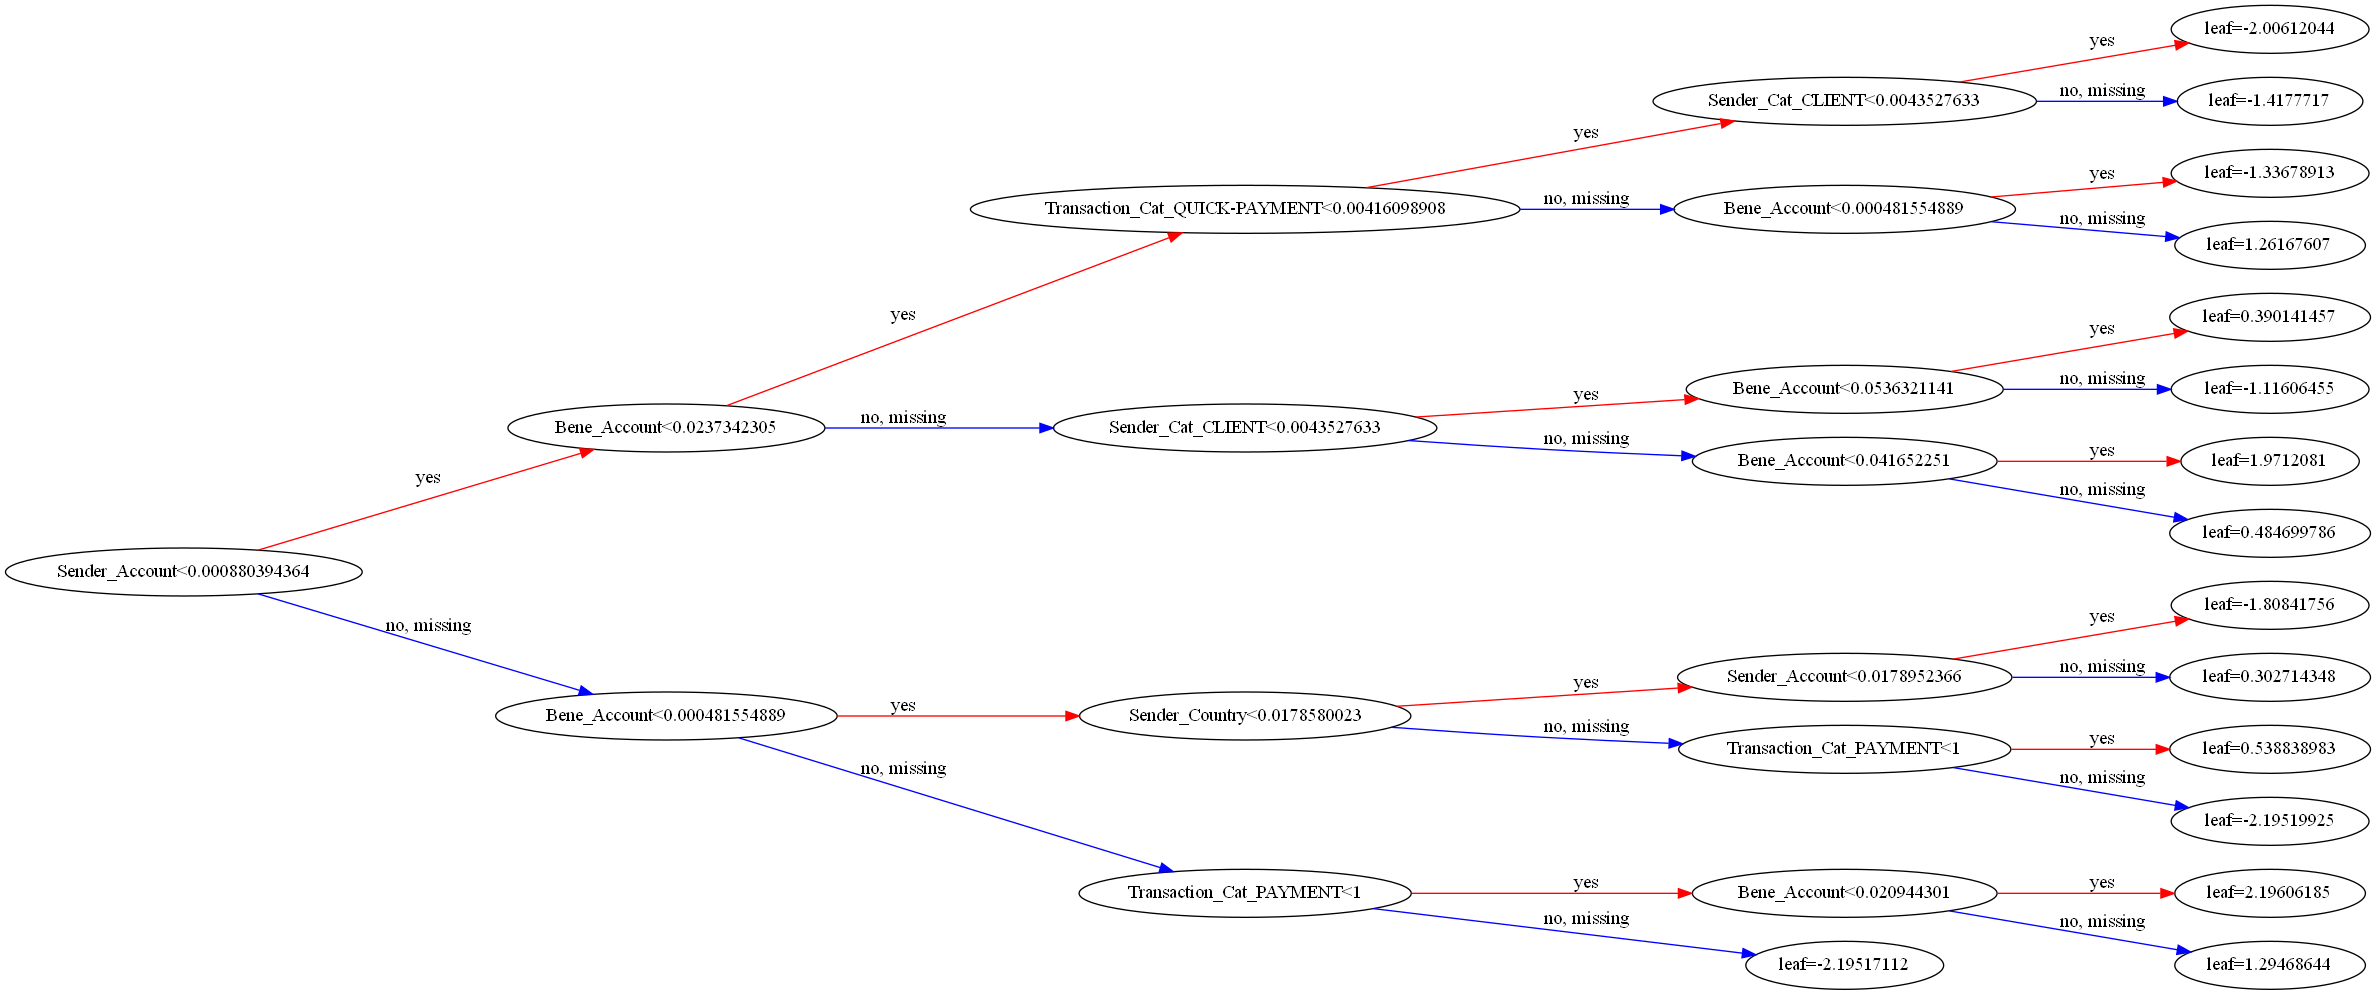 leaf=-2.00612044
yes
Sender_Cat_CLIENT<0.0043527633
no, missing
leaf=-1.4177717
yes
yes
leaf=-1.33678913
Transaction_Cat_QUICK-PAYMENT<0.00416098908
no, missing
Bene_Account<0.000481554889
no, missing
leaf=1.26167607
yes
leaf=0.390141457
yes
Bene_Account<0.0536321141
no, missing
leaf=-1.11606455
yes
Bene_Account<0.0237342305
no, missing
Sender_Cat_CLIENT<0.0043527633
no, missing
Bene_Account<0.041652251
yes
leaf=1.9712081
yes
no, missing
leaf=0.484699786
Sender_Account<0.000880394364
no, missing
leaf=-1.80841756
yes
Sender_Account<0.0178952366
no, missing
leaf=0.302714348
yes
Bene_Account<0.000481554889
yes
Sender_Country<0.0178580023
no, missing
Transaction_Cat_PAYMENT<1
yes
leaf=0.538838983
no, missing
no, missing
leaf=-2.19519925
Transaction_Cat_PAYMENT<1
yes
Bene_Account<0.020944301
yes
leaf=2.19606185
no, missing
no, missing
leaf=-2.19517112
leaf=1.29468644